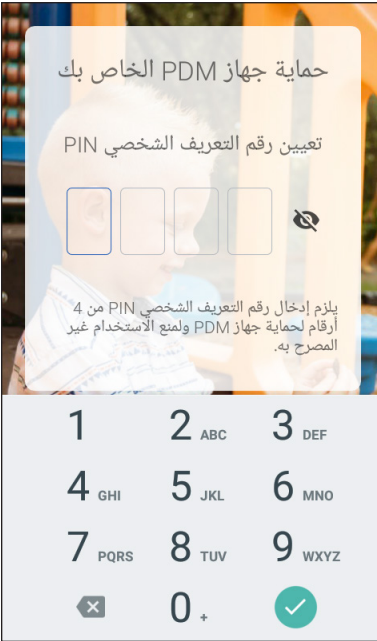 حماية جهاز PDM الخاص بك
تعيين رقم التعريف الشخصي PIN
يلزم إدخال رقم التعريف الشخصي PIN من 4
أرقام لحماية جهاز PDM ولمنع الاستخدام غير
المصرح به.
1 2 ABC 3 DEF
4 GHI 5 JKL 6 MNO
7 PQRS 8 TUV 9 WXYZ
0 +